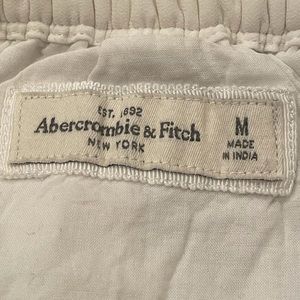 EST. 1892
Abercrombie & Fitch
NEW YORK
M
MADE
IN INDIA